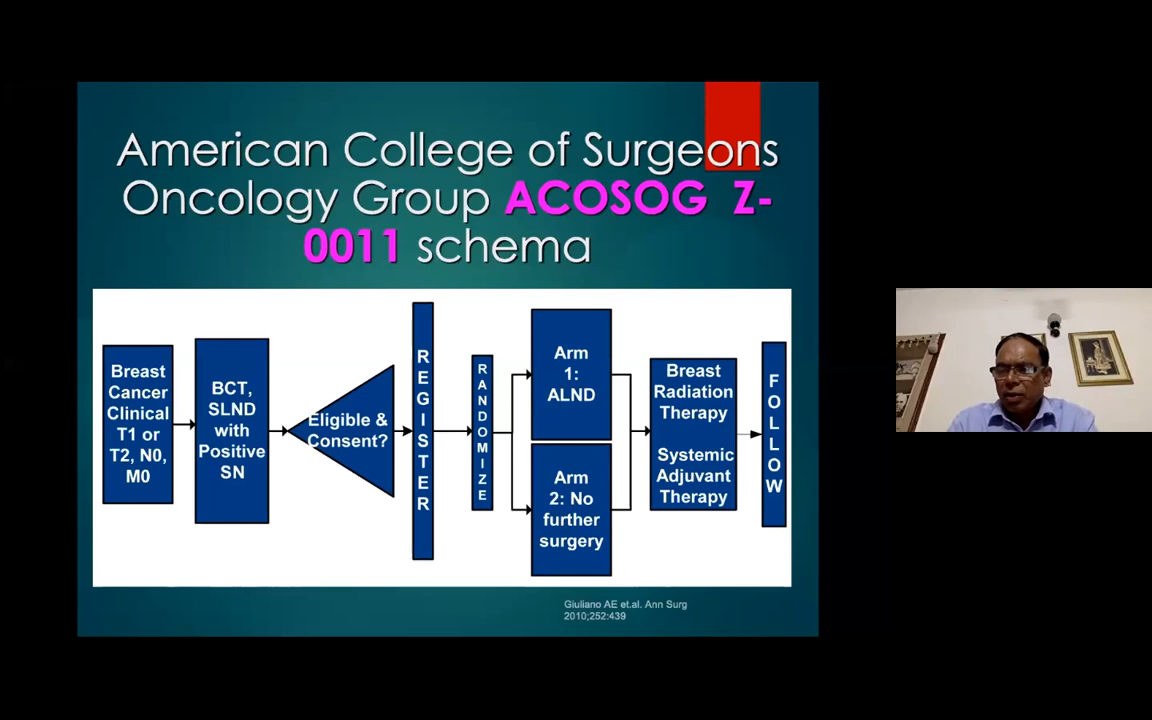 American College of Surgeons
Oncology Group ACOSOG Z-
0011 schema
Breast
Cancer
Clinical
T1 or
T2, N0,
M0
BCT,
SLND
with
Positive
SN
Eligible &
Consent?
REGISTER
RANDOMIZE
Arm
1:
ALND
Arm
2: No
further
surgery
Breast
Radiation
Therapy
Systemic
Adjuvant
Therapy
FOLLOW
Giuliano AE et.al. Ann Surg
2010;252:439